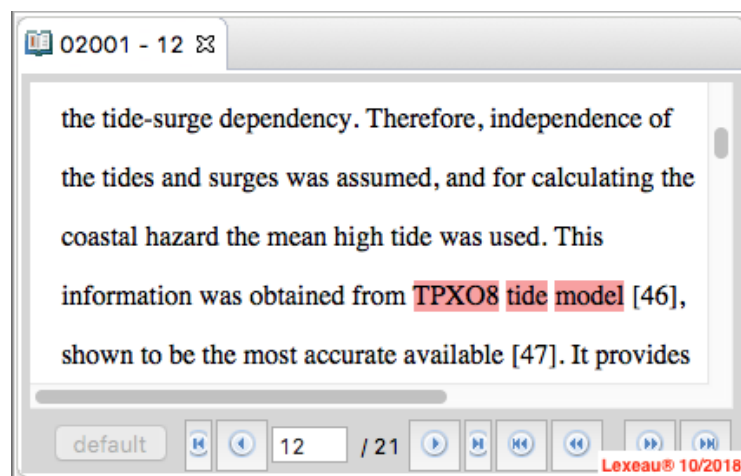 02001 - 12
the tide-surge dependency. Therefore, independence of
the tides and surges was assumed, and for calculating the
coastal hazard the mean high tide was used. This
information was obtained from TPXO8 tide model [46],
shown to be the most accurate available [47]. It provides
default 12 / 21
Lexeau® 10/2018